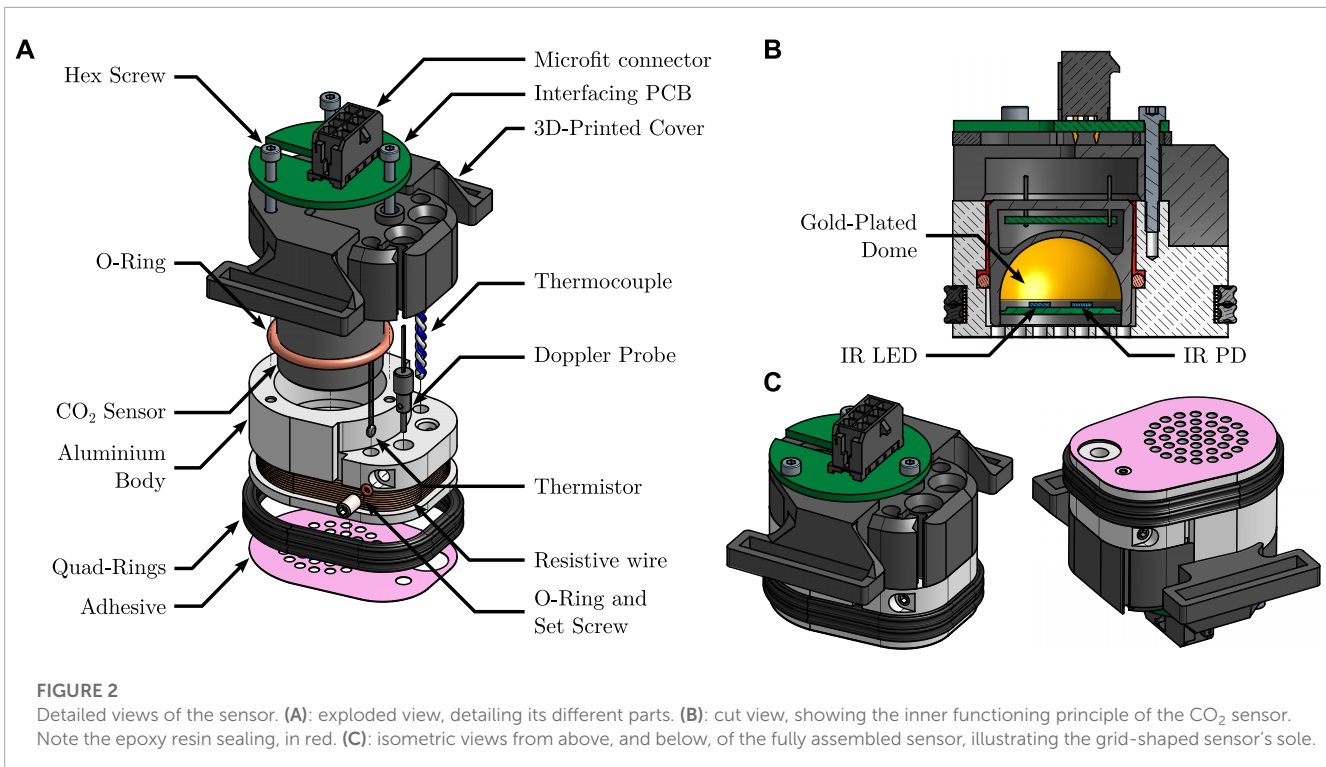 A
Hex Screw
Microfit connector
Interfacing PCB
3D-Printed Cover
O-Ring
Thermocouple
Doppler Probe
CO₂ Sensor
Aluminium
Body
Thermistor
Quad-Rings
Resistive wire
Adhesive
O-Ring and
Set Screw
B
Gold-Plated
Dome
IR LED
IR PD
C
FIGURE 2
Detailed views of the sensor. (A): exploded view, detailing its different parts. (B): cut view, showing the inner functioning principle of the CO₂ sensor.
Note the epoxy resin sealing, in red. (C): isometric views from above, and below, of the fully assembled sensor, illustrating the grid-shaped sensor's sole.